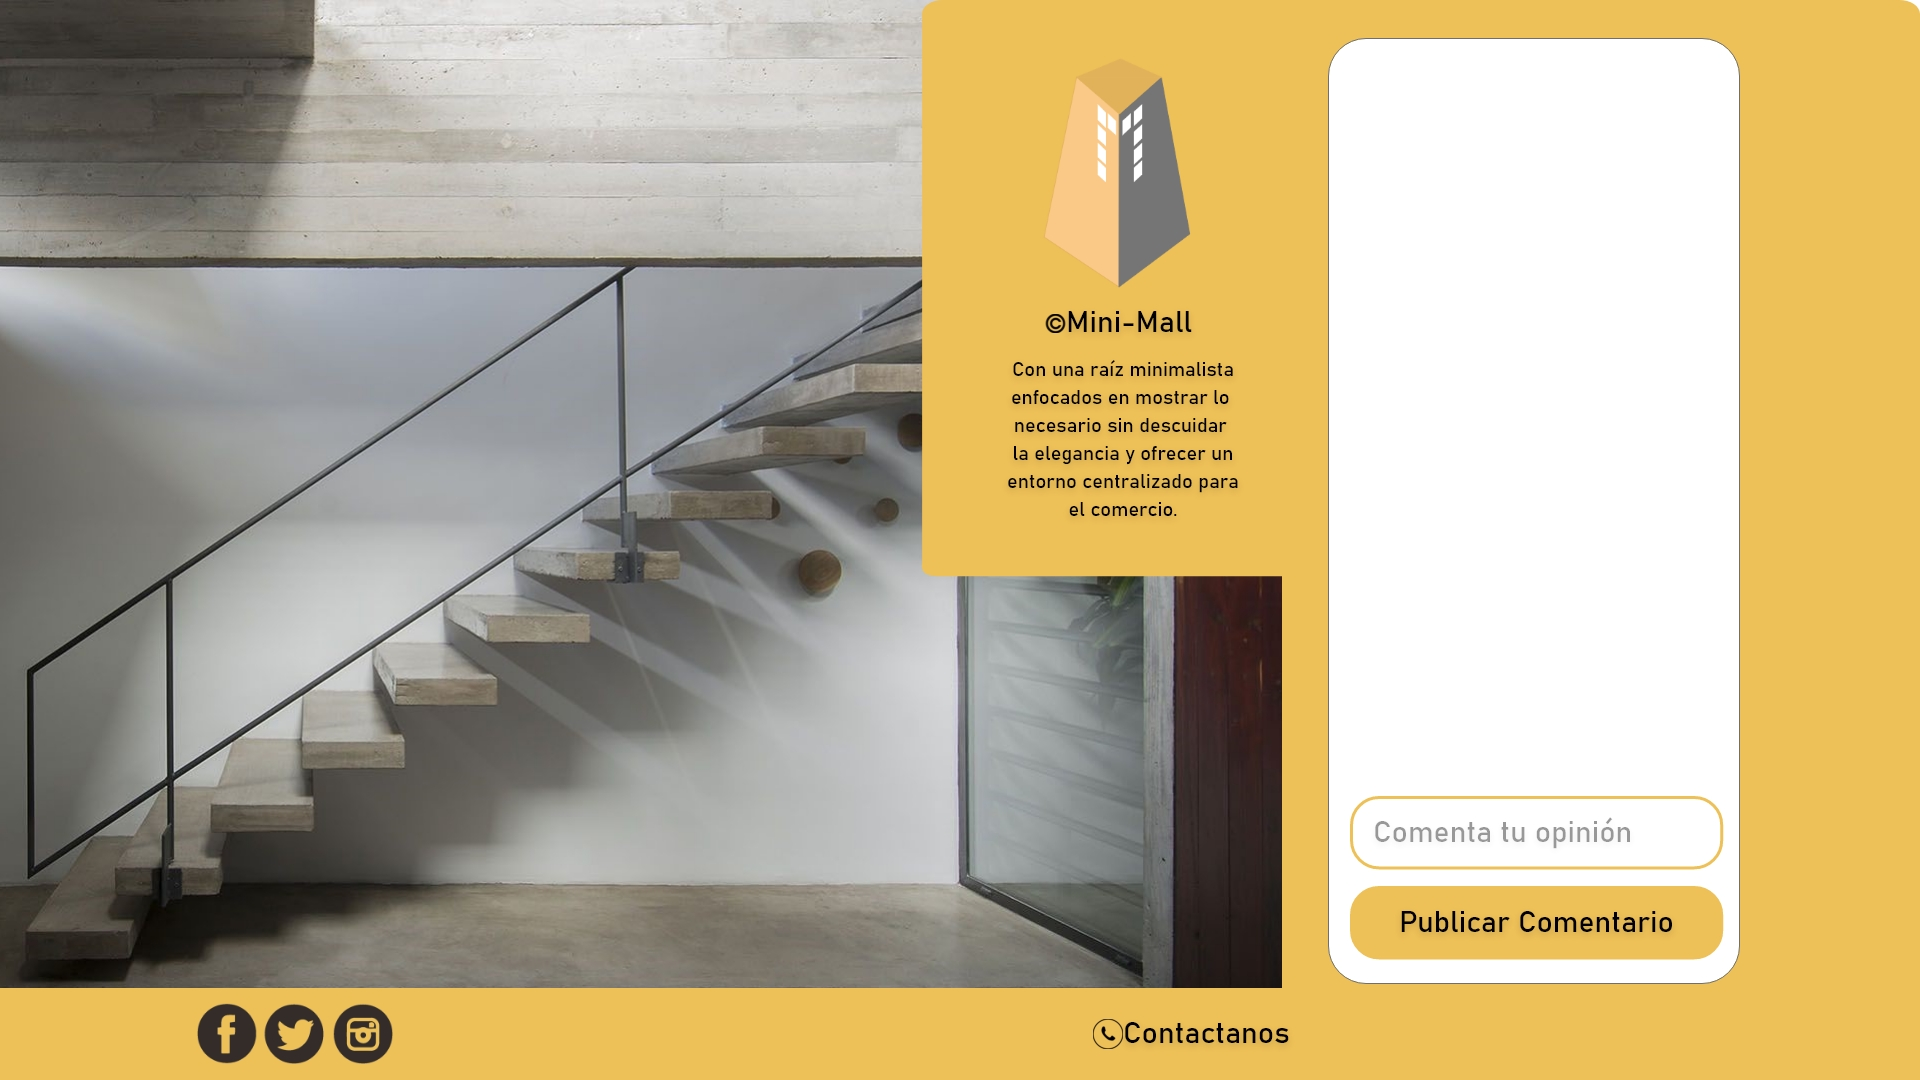 ©Mini-Mall
Con una raíz minimalista
enfocados en mostrar lo
necesario sin descuidar
la elegancia y ofrecer un
entorno centralizado para
el comercio.
Comenta tu opinión
Publicar Comentario
Contactanos